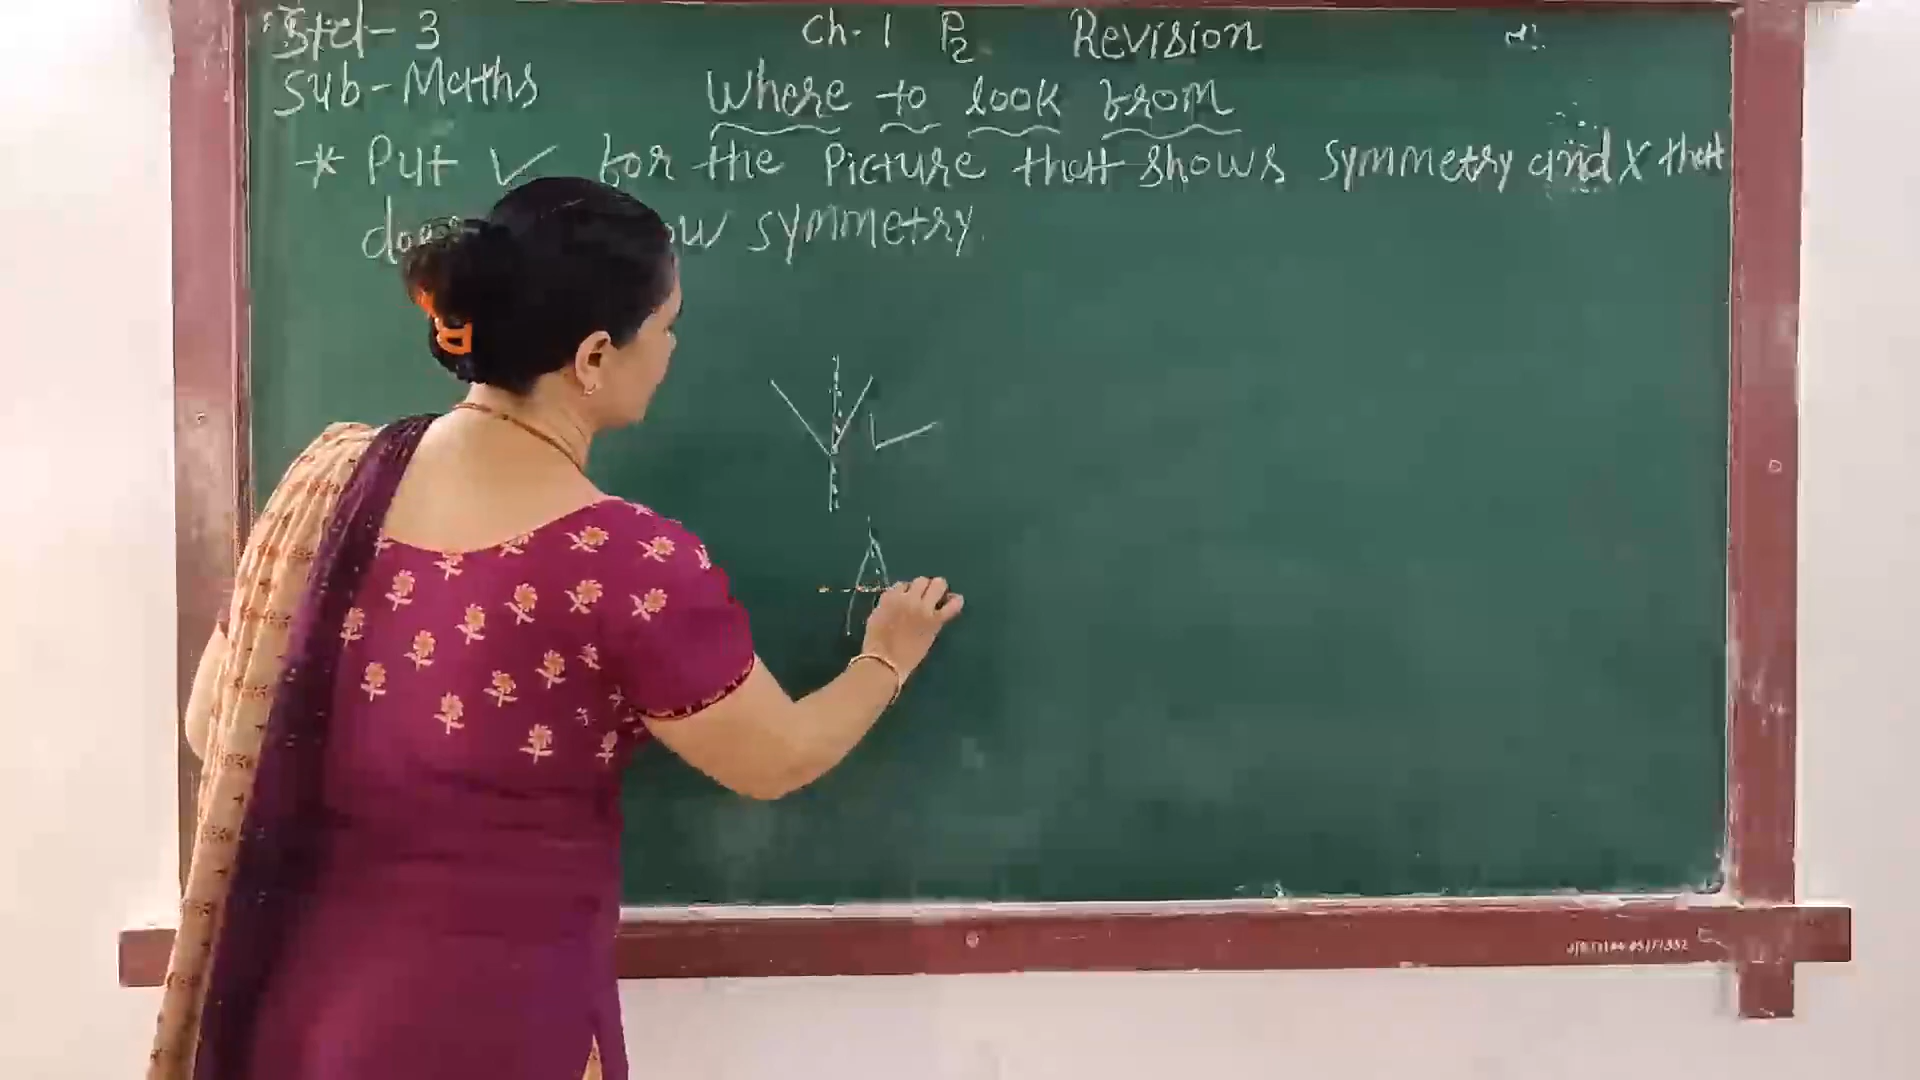 Std- 3
Ch- 1 P2 Revision
Sub- Maths
Where to look from
* Put ✓ for the Picture that shows symmetry and X that
symmetry.
Y ✓
A